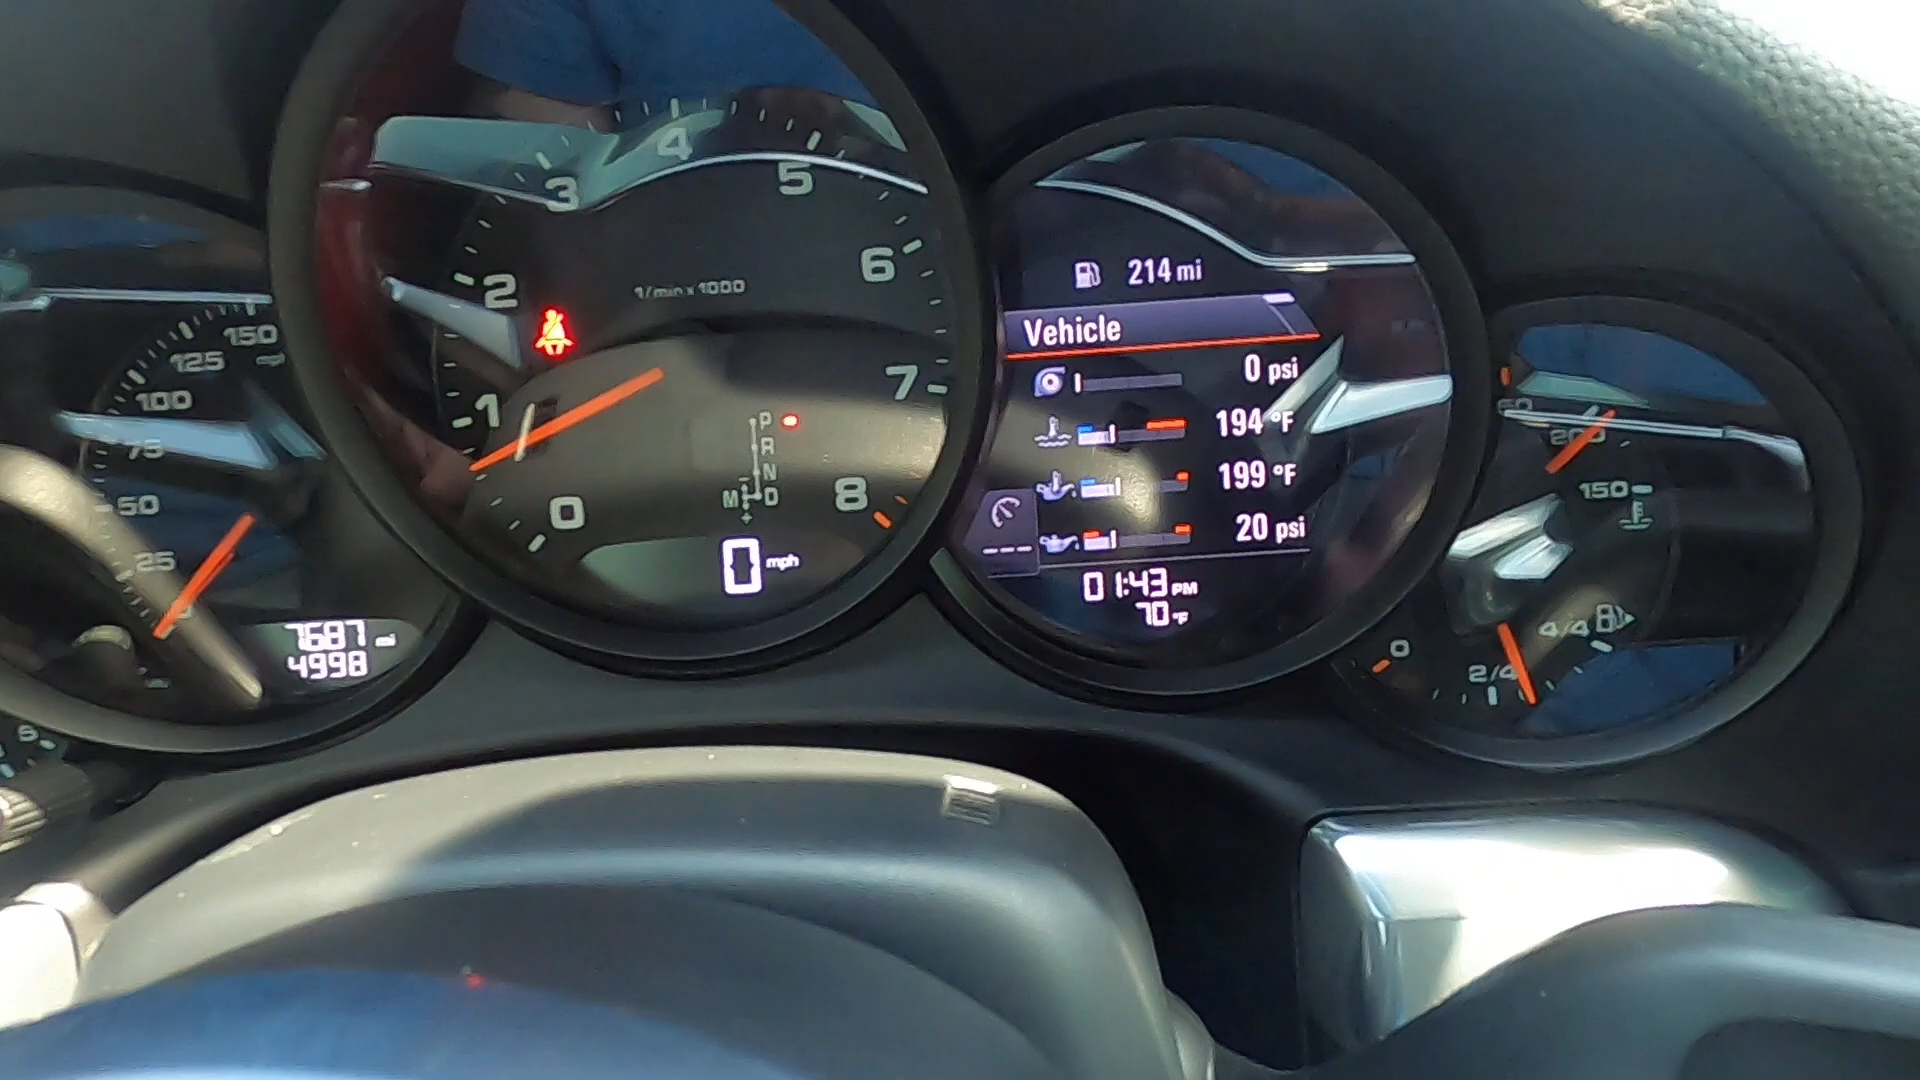 150
mph
125
100
75
50
25
7687 mi
4998
4
3
5
2
6
1/min x 1000
1
7
P
R
N
M D
+
0
8
0 mph
214 mi
Vehicle
0 psi
194 °F
199 °F
20 psi
---
01:43 PM
70 °F
200
150
0
2/4
4/4